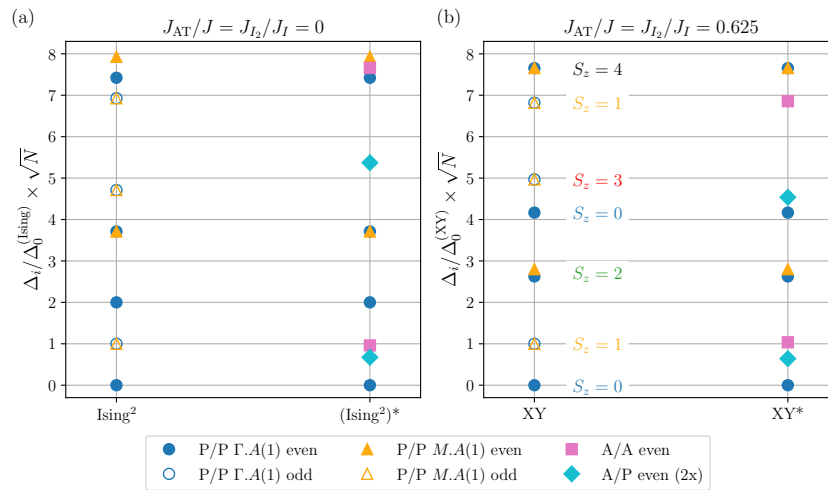 (a)
J_AT/J = J_I₂/J_I = 0
Δ_i/Δ_0^(Ising) × √N
8
7
6
5
4
3
2
1
0
Ising²
(Ising²)*
(b)
J_AT/J = J_I₂/J_I = 0.625
Δ_i/Δ_0^(XY) × √N
8
7
6
5
4
3
2
1
0
S_z = 4
S_z = 1
S_z = 3
S_z = 0
S_z = 2
S_z = 1
S_z = 0
XY
XY*
P/P Γ.A(1) even
P/P Γ.A(1) odd
P/P M.A(1) even
P/P M.A(1) odd
A/A even
A/P even (2x)